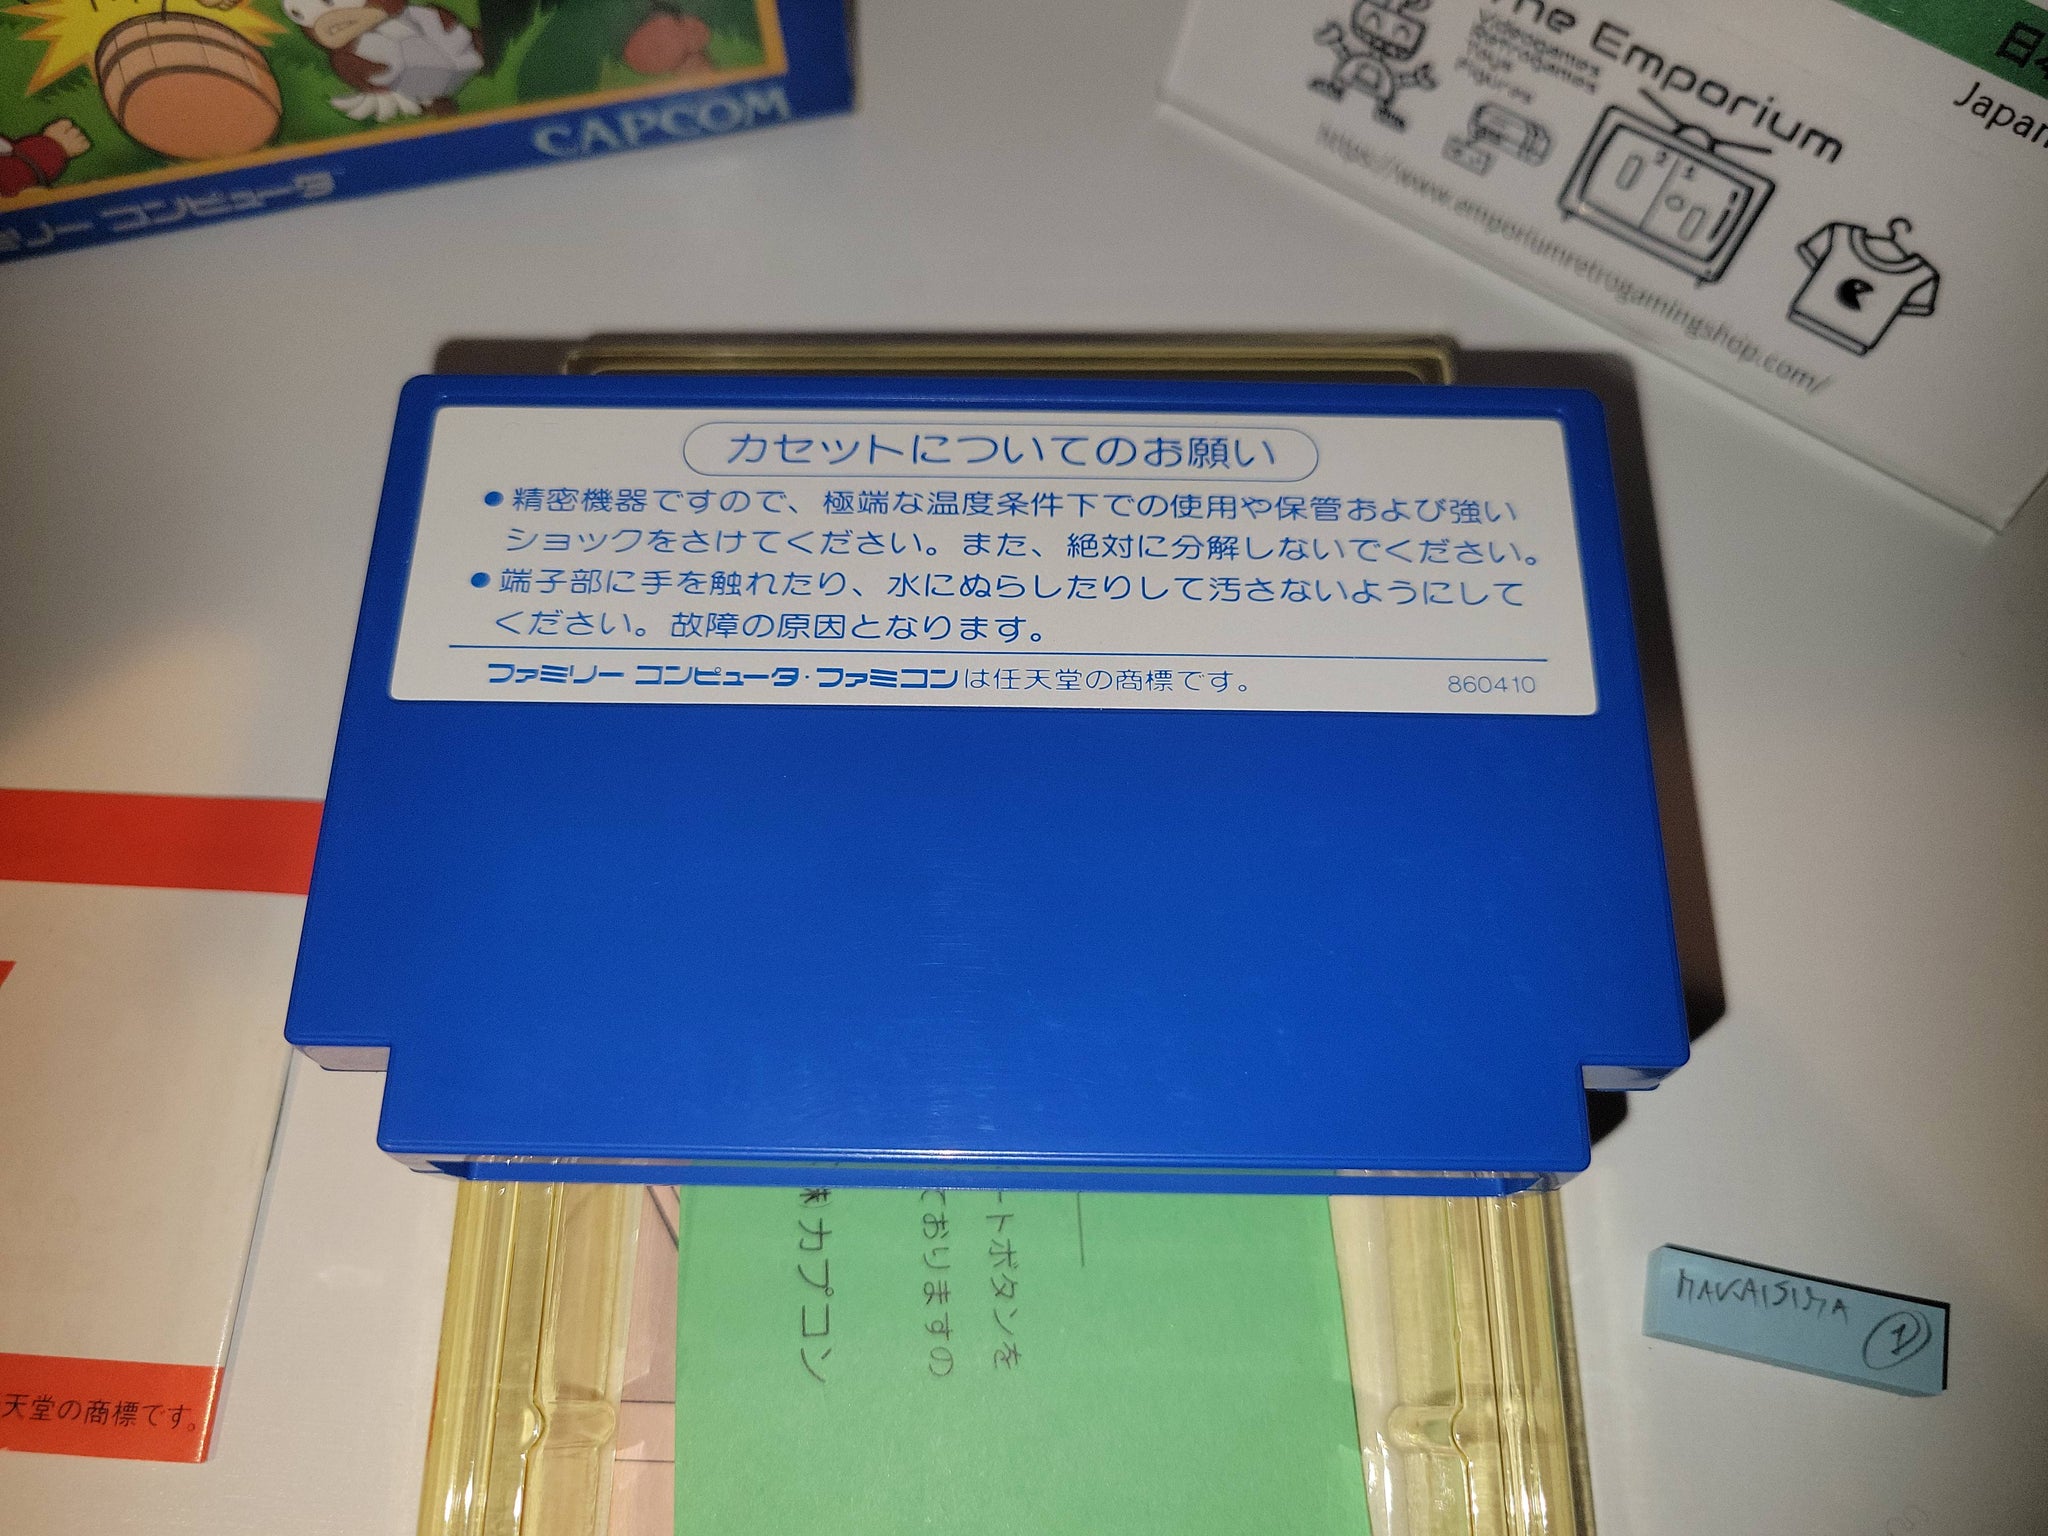 CAPCOM
コンピュータ
The Emporium
Videogames
Retrogames
Toys
Figures
https://www.emporiumretrogamingshop.com/
日本
Japan
カセットについてのお願い
●精密機器ですので、極端な温度条件下での使用や保管および強い
ショックをさけてください。また、絶対に分解しないでください。
●端子部に手を触れたり、水にぬらしたりして汚さないようにして
ください。故障の原因となります。
ファミリー コンピュータ・ファミコンは任天堂の商標です。
860410
天堂の商標です。
ートボタンを
ておりますの
㈱カプコン
MAKAISIMA
1